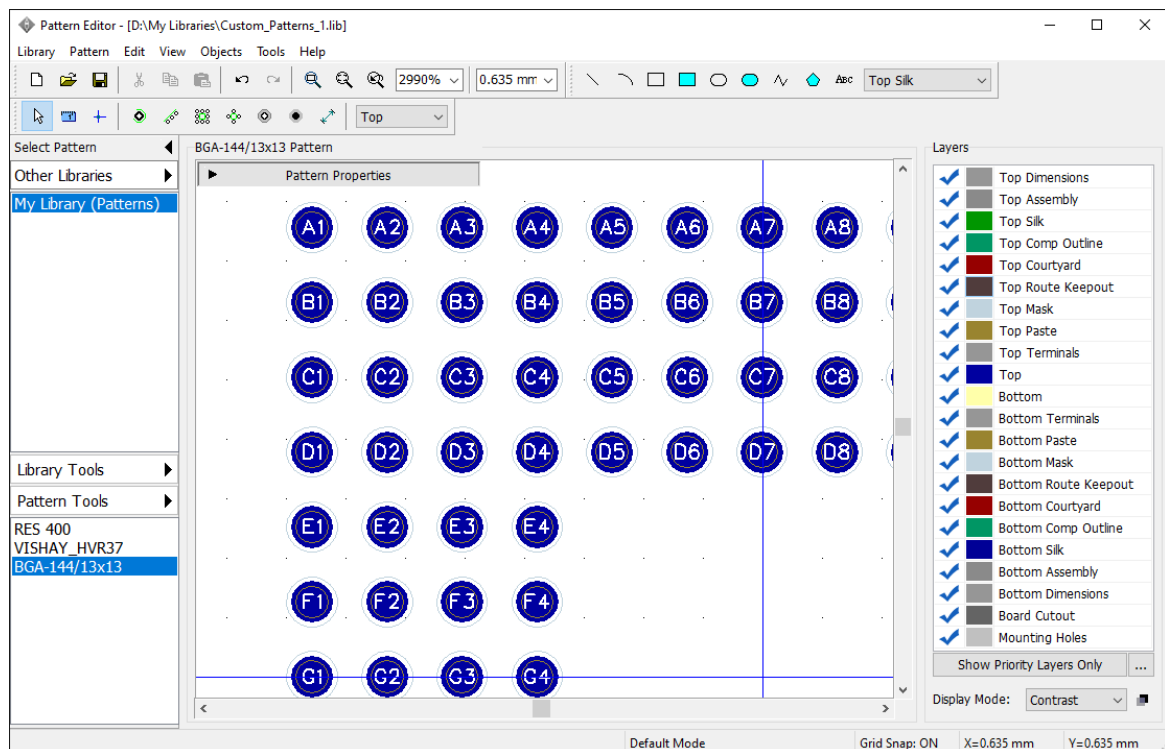 Pattern Editor - [D:\My Libraries\Custom_Patterns_1.lib]
Library Pattern Edit View Objects Tools Help
2990% 0.635 mm ABC Top Silk
Top
Select Pattern
Other Libraries
My Library (Patterns)
Library Tools
Pattern Tools
RES 400
VISHAY_HVR37
BGA-144/13x13
BGA-144/13x13 Pattern
Pattern Properties
A1 A2 A3 A4 A5 A6 A7 A8
B1 B2 B3 B4 B5 B6 B7 B8
C1 C2 C3 C4 C5 C6 C7 C8
D1 D2 D3 D4 D5 D6 D7 D8
E1 E2 E3 E4
F1 F2 F3 F4
G1 G2 G3 G4
Layers
Top Dimensions
Top Assembly
Top Silk
Top Comp Outline
Top Courtyard
Top Route Keepout
Top Mask
Top Paste
Top Terminals
Top
Bottom
Bottom Terminals
Bottom Paste
Bottom Mask
Bottom Route Keepout
Bottom Courtyard
Bottom Comp Outline
Bottom Silk
Bottom Assembly
Bottom Dimensions
Board Cutout
Mounting Holes
Show Priority Layers Only ...
Display Mode: Contrast
Default Mode Grid Snap: ON X=0.635 mm Y=0.635 mm